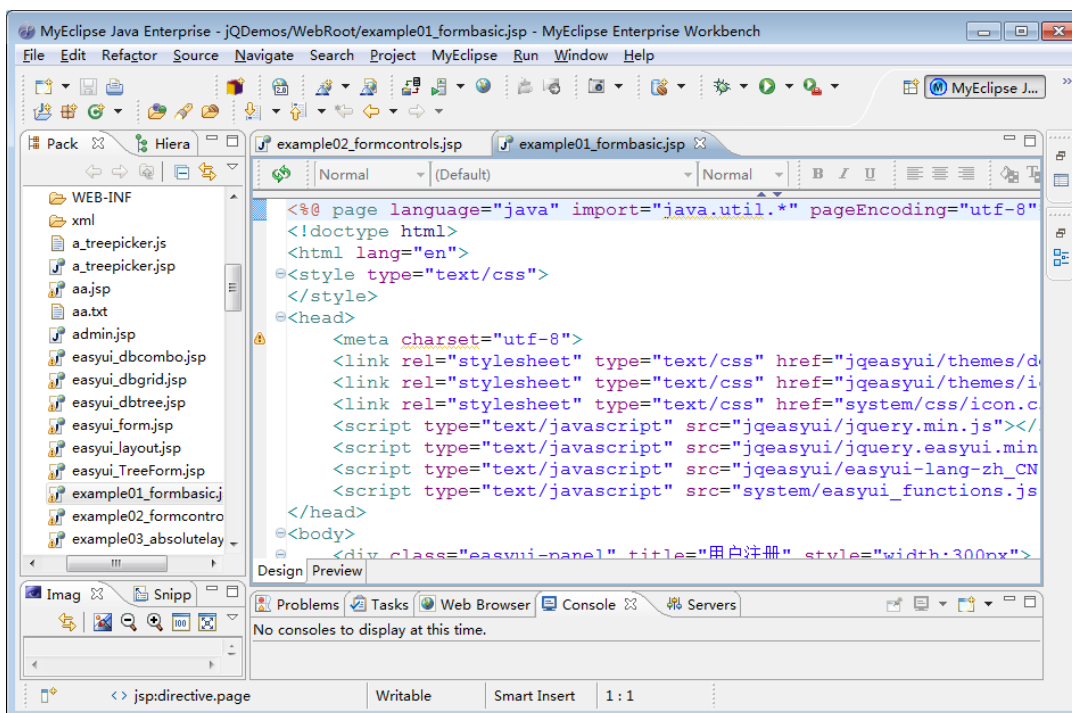 MyEclipse Java Enterprise - jQDemos/WebRoot/example01_formbasic.jsp - MyEclipse Enterprise Workbench
File Edit Refactor Source Navigate Search Project MyEclipse Run Window Help
MyEclipse J...
Pack Hiera
example02_formcontrols.jsp example01_formbasic.jsp
Normal (Default) Normal B I U
WEB-INF
xml
a_treepicker.js
a_treepicker.jsp
aa.jsp
aa.txt
admin.jsp
easyui_dbcombo.jsp
easyui_dbgrid.jsp
easyui_dbtree.jsp
easyui_form.jsp
easyui_layout.jsp
easyui_TreeForm.jsp
example01_formbasic.j
example02_formcontro
example03_absolutelay
<%@ page language="java" import="java.util.*" pageEncoding="utf-8"
<!doctype html>
<html lang="en">
<style type="text/css">
</style>
<head>
<meta charset="utf-8">
<link rel="stylesheet" type="text/css" href="jqeasyui/themes/d
<link rel="stylesheet" type="text/css" href="jqeasyui/themes/i
<link rel="stylesheet" type="text/css" href="system/css/icon.c
<script type="text/javascript" src="jqeasyui/jquery.min.js"></
<script type="text/javascript" src="jqeasyui/jquery.easyui.min
<script type="text/javascript" src="jqeasyui/easyui-lang-zh_CN
<script type="text/javascript" src="system/easyui_functions.js
</head>
<body>
<div class="easyui-panel" title="用户注册" style="width:300px">
Design Preview
Imag Snipp
Problems Tasks Web Browser Console Servers
No consoles to display at this time.
jsp:directive.page Writable Smart Insert 1 : 1